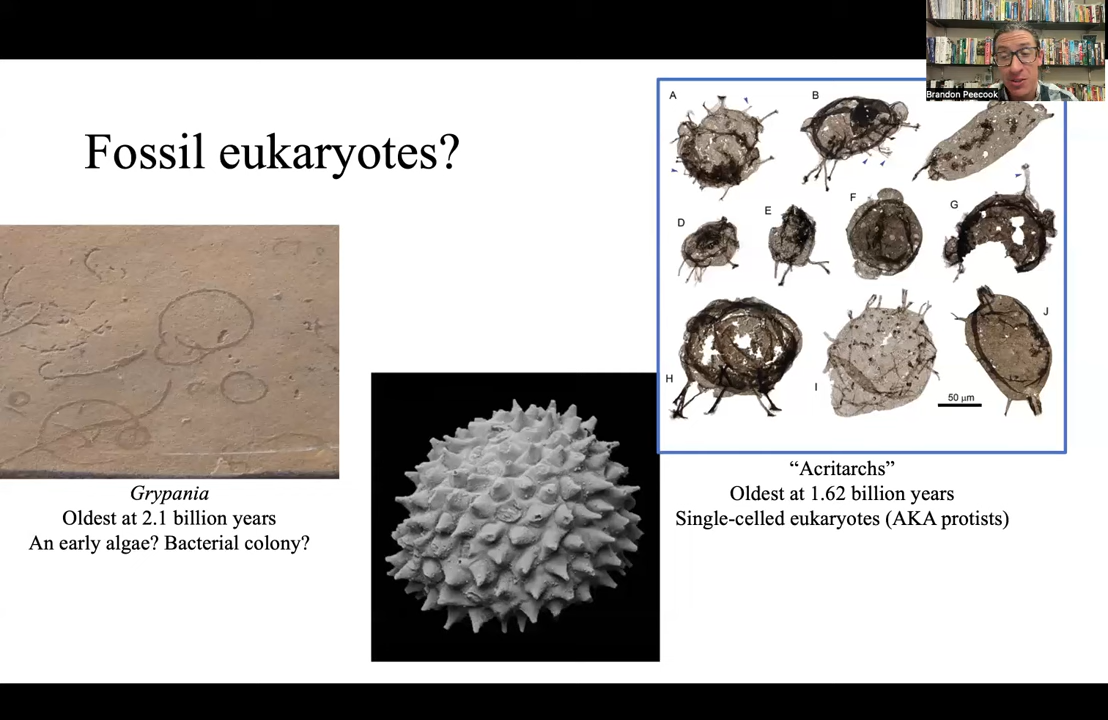 Brandon Peecook
Fossil eukaryotes?
A
B
D
E
F
G
H
I
J
50 μm
Grypania
Oldest at 2.1 billion years
An early algae? Bacterial colony?
“Acritarchs”
Oldest at 1.62 billion years
Single-celled eukaryotes (AKA protists)